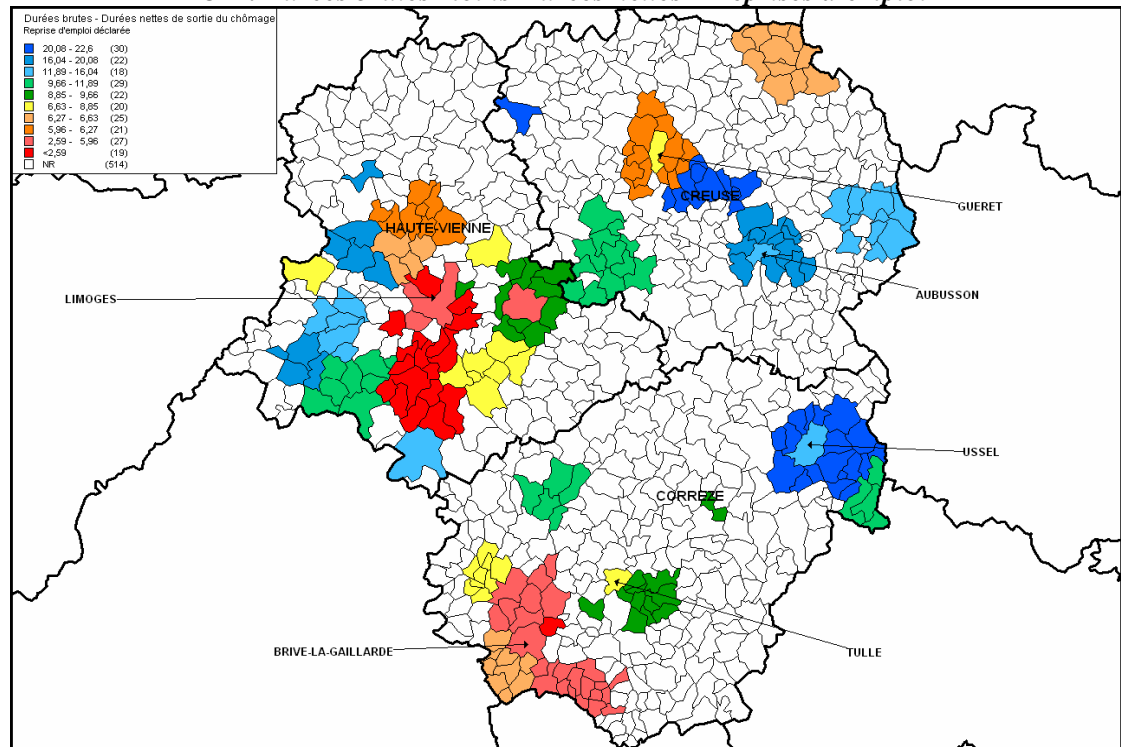 Durées brutes - Durées nettes de sortie du chômage
Reprise d'emploi déclarée
20,08 - 22,6 (30)
16,04 - 20,08 (22)
11,89 - 16,04 (18)
9,66 - 11,89 (29)
8,85 - 9,66 (22)
6,63 - 8,85 (20)
6,27 - 6,63 (25)
5,96 - 6,27 (21)
2,59 - 5,96 (27)
<2,59 (19)
NR (514)
CREUSE
GUERET
HAUTE-VIENNE
LIMOGES
AUBUSSON
USSEL
CORREZE
BRIVE-LA-GAILLARDE
TULLE